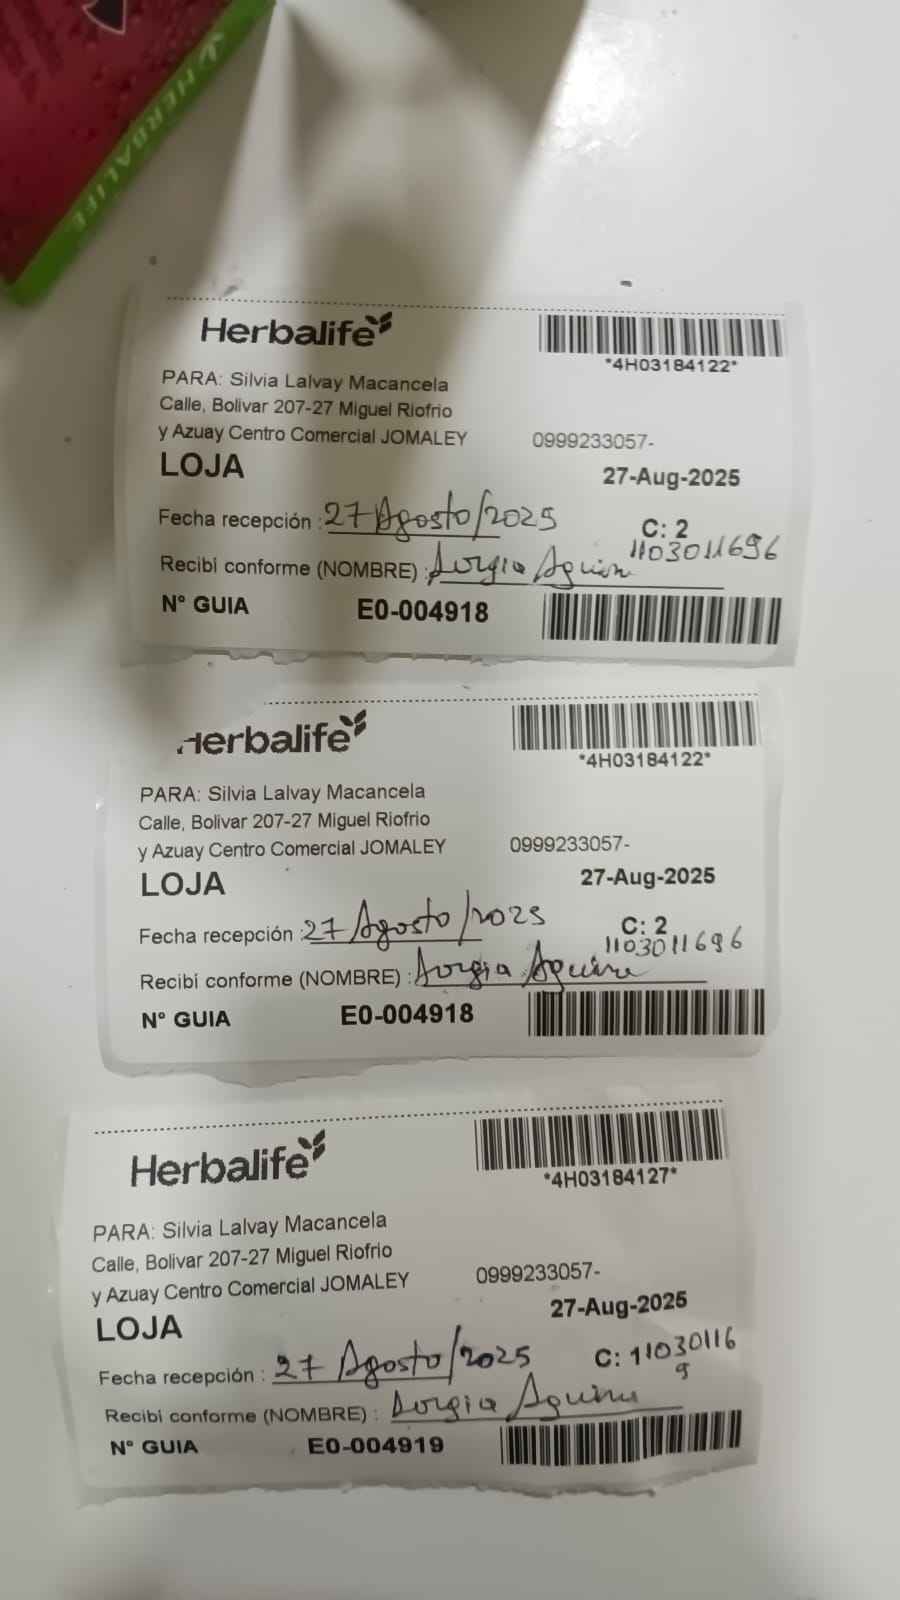 HERBALIFE
Herbalife
*4H03184122*
PARA: Silvia Lalvay Macancela
Calle, Bolivar 207-27 Miguel Riofrio
y Azuay Centro Comercial JOMALEY 0999233057-
LOJA 27-Aug-2025
Fecha recepción : 27 Agosto/2025 C: 2
1103011696
Recibí conforme (NOMBRE) : Aguirre
N° GUIA E0-004918
Herbalife
*4H03184122*
PARA: Silvia Lalvay Macancela
Calle, Bolivar 207-27 Miguel Riofrio
y Azuay Centro Comercial JOMALEY 0999233057-
LOJA 27-Aug-2025
Fecha recepción : 27 Agosto/2025 C: 2
1103011696
Recibí conforme (NOMBRE) : Aguirre
N° GUIA E0-004918
Herbalife
*4H03184127*
PARA: Silvia Lalvay Macancela
Calle, Bolivar 207-27 Miguel Riofrio
y Azuay Centro Comercial JOMALEY 0999233057-
LOJA 27-Aug-2025
Fecha recepción : 27 Agosto/2025 C: 1
Recibí conforme (NOMBRE) : Aguirre
N° GUIA E0-004919